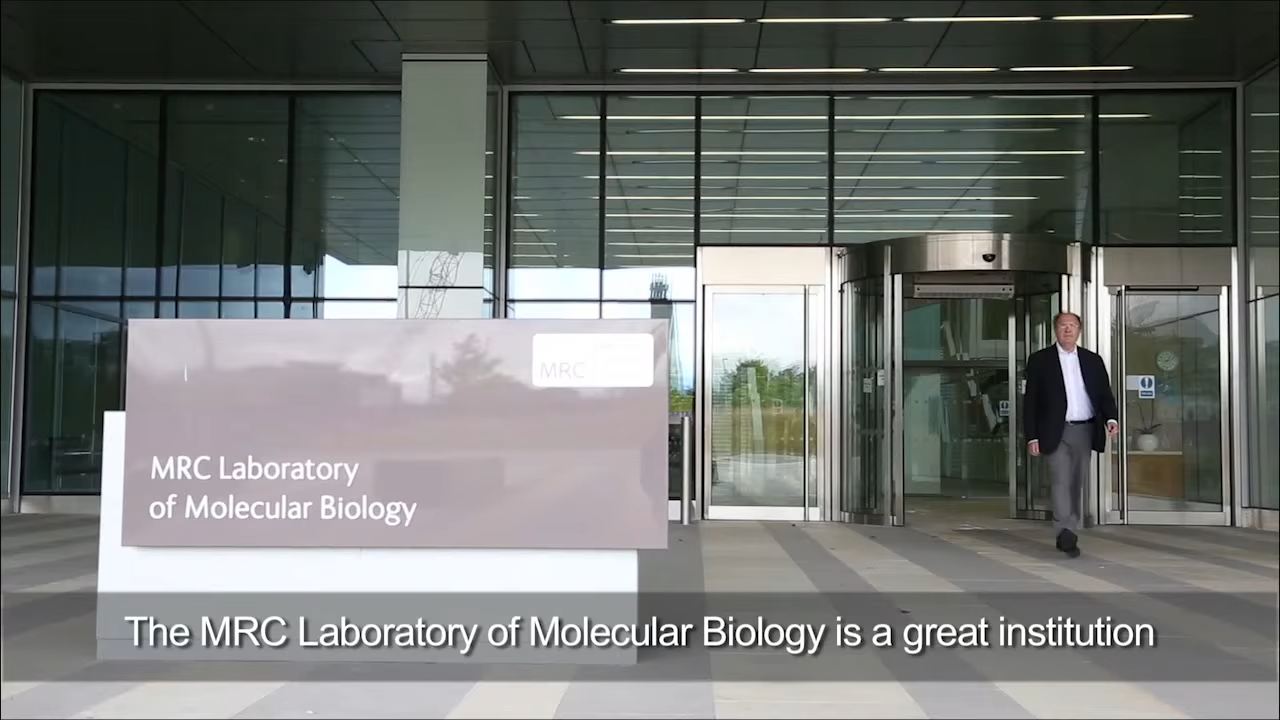 MRC
MRC Laboratory
of Molecular Biology
The MRC Laboratory of Molecular Biology is a great institution